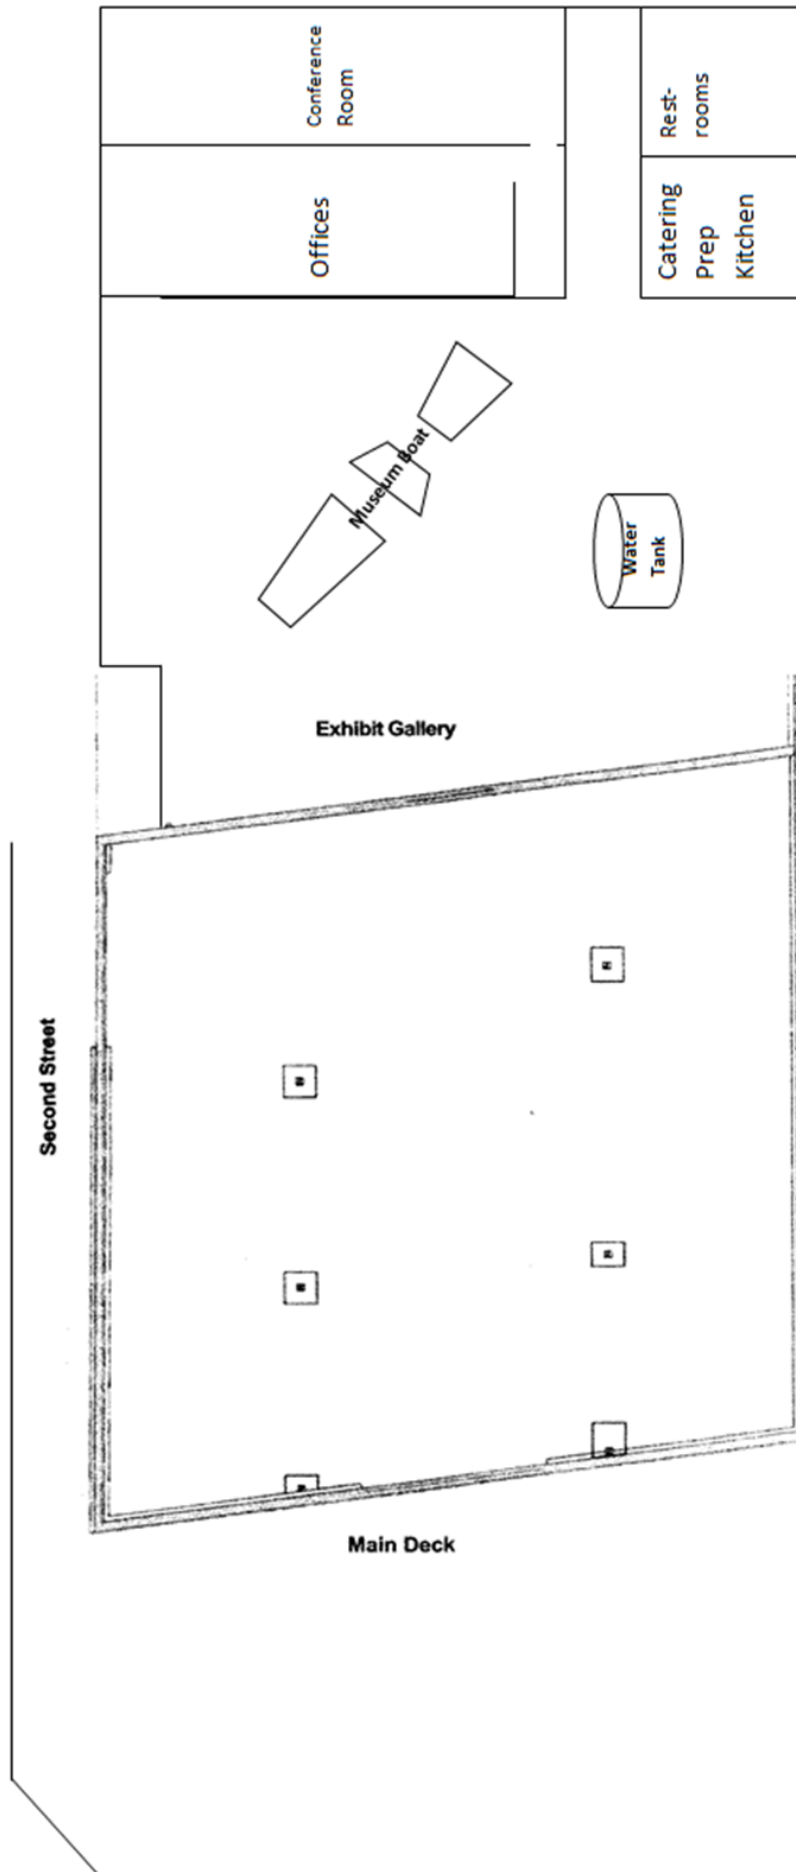 Conference
Room
Rest-
rooms
Offices
Catering
Prep
Kitchen
Museum Boat
Water
Tank
Exhibit Gallery
Second Street
Main Deck